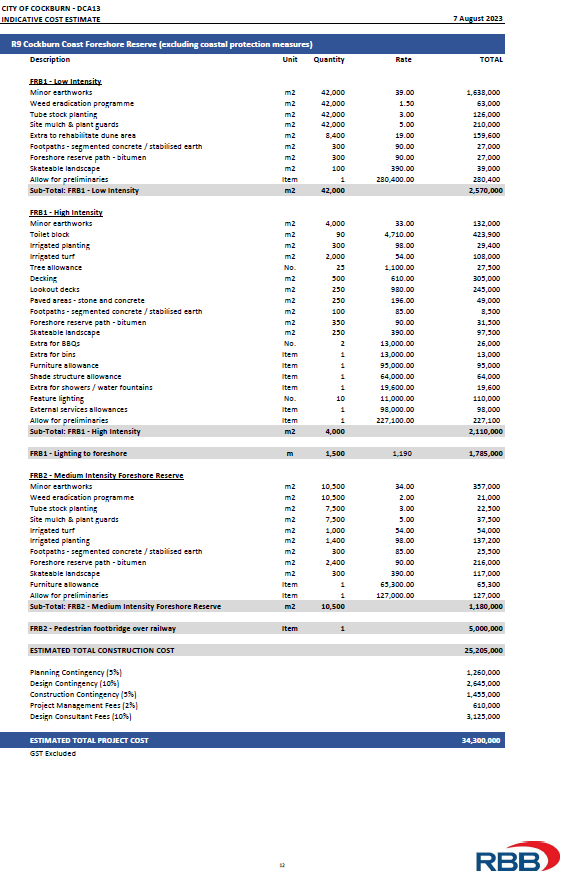 CITY OF COCKBURN - DCA13
INDICATIVE COST ESTIMATE 7 August 2023
R9 Cockburn Coast Foreshore Reserve (excluding coastal protection measures)
Description Unit Quantity Rate TOTAL
FRB1 - Low Intensity
Minor earthworks m2 42,000 39.00 1,638,000
Weed eradication programme m2 42,000 1.50 63,000
Tube stock planting m2 42,000 3.00 126,000
Site mulch & plant guards m2 42,000 5.00 210,000
Extra to rehabilitate dune area m2 8,400 19.00 159,600
Footpaths - segmented concrete / stabilised earth m2 300 90.00 27,000
Foreshore reserve path - bitumen m2 300 90.00 27,000
Skateable landscape m2 100 390.00 39,000
Allow for preliminaries Item 1 280,400.00 280,400
Sub-Total: FRB1 - Low Intensity m2 42,000 2,570,000
FRB1 - High Intensity
Minor earthworks m2 4,000 33.00 132,000
Toilet block m2 90 4,710.00 423,900
Irrigated planting m2 300 98.00 29,400
Irrigated turf m2 2,000 54.00 108,000
Tree allowance No. 25 1,100.00 27,500
Decking m2 500 610.00 305,000
Lookout decks m2 250 980.00 245,000
Paved areas - stone and concrete m2 250 196.00 49,000
Footpaths - segmented concrete / stabilised earth m2 100 85.00 8,500
Foreshore reserve path - bitumen m2 350 90.00 31,500
Skateable landscape m2 250 390.00 97,500
Extra for BBQs No. 2 13,000.00 26,000
Extra for bins Item 1 13,000.00 13,000
Furniture allowance Item 1 95,000.00 95,000
Shade structure allowance Item 1 64,000.00 64,000
Extra for showers / water fountains Item 1 19,600.00 19,600
Feature lighting No. 10 11,000.00 110,000
External services allowances Item 1 98,000.00 98,000
Allow for preliminaries Item 1 227,100.00 227,100
Sub-Total: FRB1 - High Intensity m2 4,000 2,110,000
FRB1 - Lighting to foreshore m 1,500 1,190 1,785,000
FRB2 - Medium Intensity Foreshore Reserve
Minor earthworks m2 10,500 34.00 357,000
Weed eradication programme m2 10,500 2.00 21,000
Tube stock planting m2 7,500 3.00 22,500
Site mulch & plant guards m2 7,500 5.00 37,500
Irrigated turf m2 1,000 54.00 54,000
Irrigated planting m2 1,400 98.00 137,200
Footpaths - segmented concrete / stabilised earth m2 300 85.00 25,500
Foreshore reserve path - bitumen m2 2,400 90.00 216,000
Skateable landscape m2 300 390.00 117,000
Furniture allowance Item 1 65,300.00 65,300
Allow for preliminaries Item 1 127,000.00 127,000
Sub-Total: FRB2 - Medium Intensity Foreshore Reserve m2 10,500 1,180,000
FRB2 - Pedestrian footbridge over railway Item 1 5,000,000
ESTIMATED TOTAL CONSTRUCTION COST 25,205,000
Planning Contingency (5%) 1,260,000
Design Contingency (10%) 2,645,000
Construction Contingency (5%) 1,455,000
Project Management Fees (2%) 610,000
Design Consultant Fees (10%) 3,125,000
ESTIMATED TOTAL PROJECT COST 34,300,000
GST Excluded
12
RBB